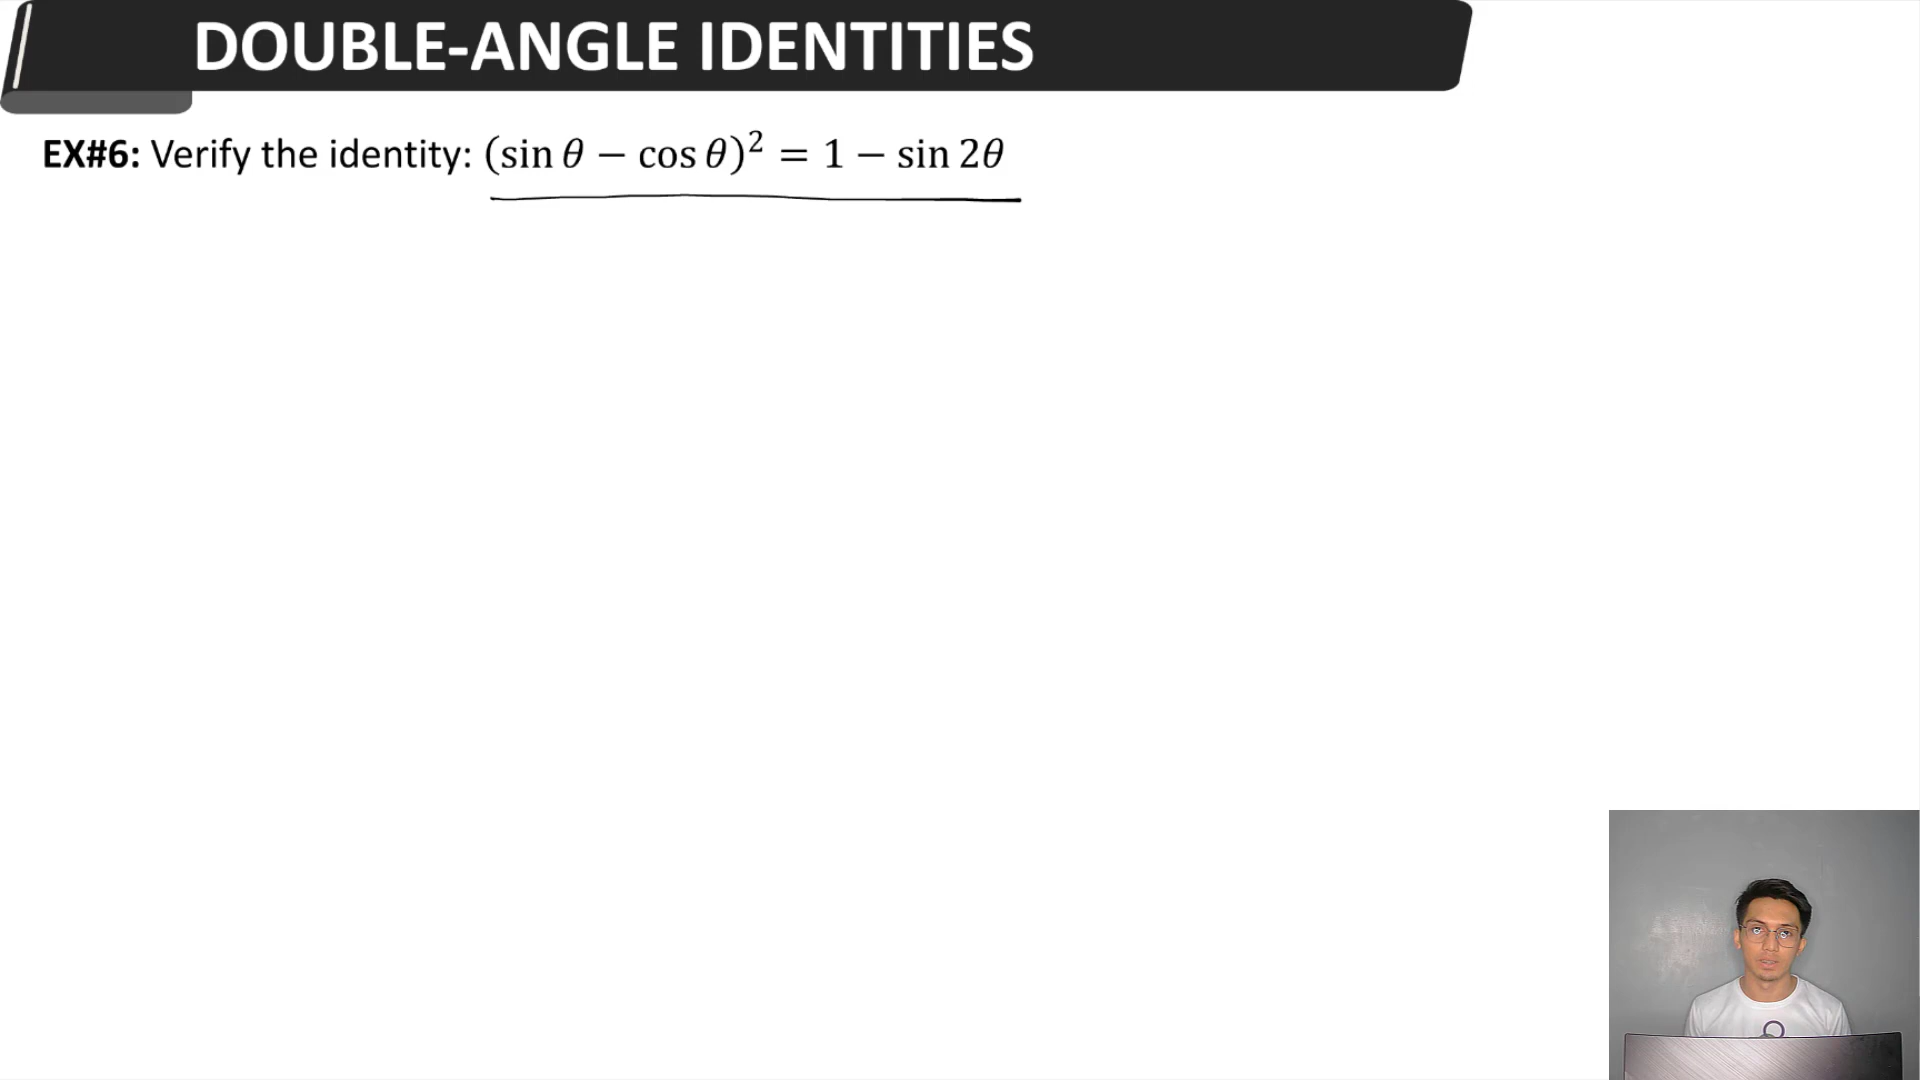 DOUBLE-ANGLE IDENTITIES
EX#6: Verify the identity: (sin θ − cos θ)² = 1 − sin 2θ